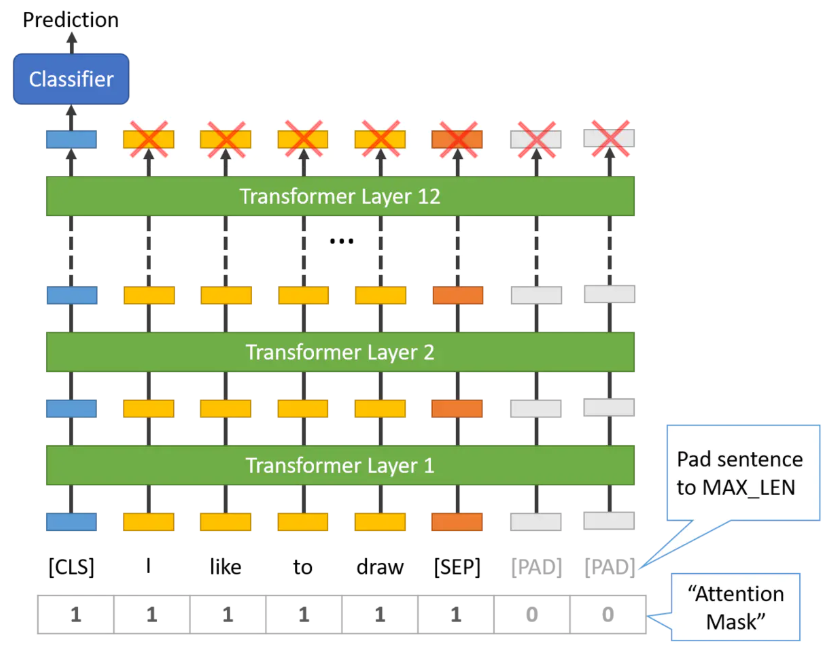 Prediction
Classifier
Transformer Layer 12
...
Transformer Layer 2
Transformer Layer 1
Pad sentence
to MAX_LEN
[CLS] I like to draw [SEP] [PAD] [PAD]
1 1 1 1 1 1 0 0
“Attention
Mask”